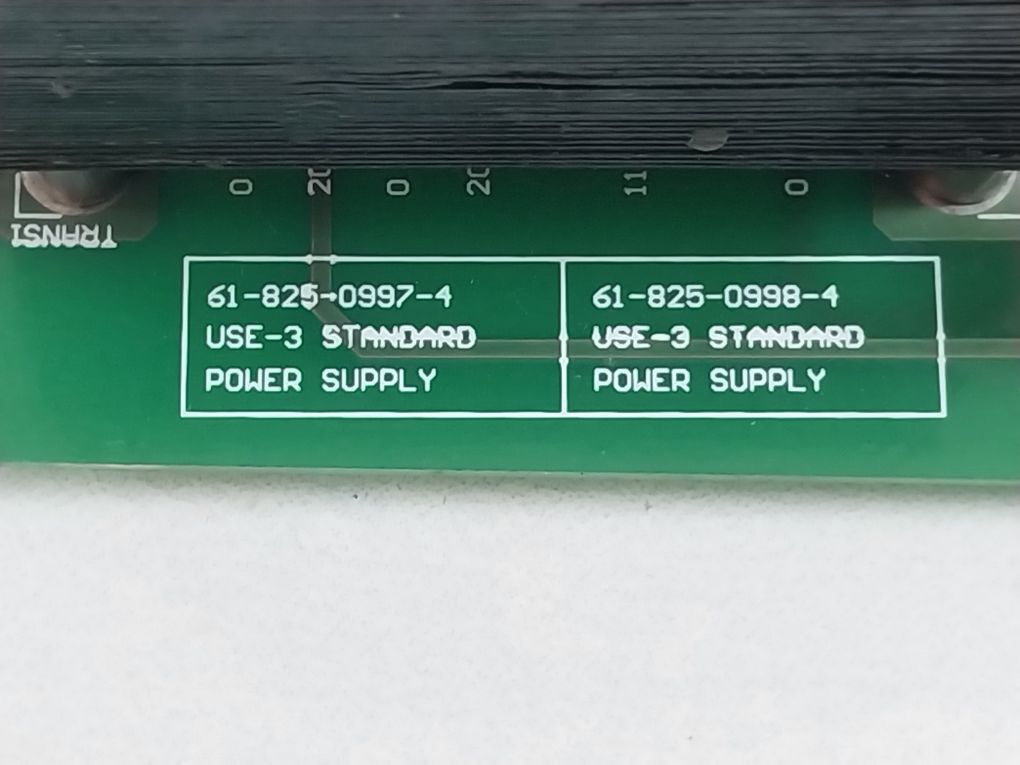 0 20 0 20 11 0
TRANSI
61-825-0997-4
USE-3 STANDARD
POWER SUPPLY
61-825-0998-4
USE-3 STANDARD
POWER SUPPLY